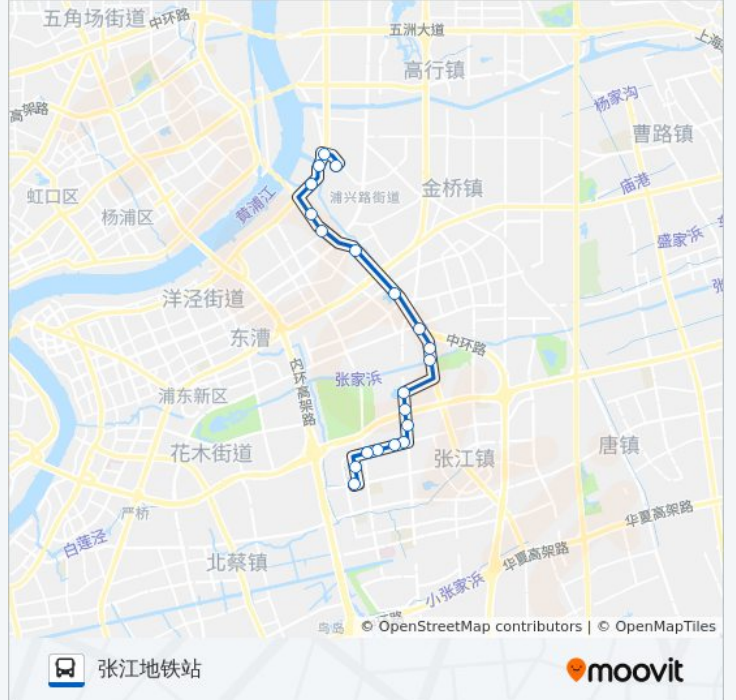 五角场街道
中环路
五洲大道
上海
高行镇
杨家沟
高架路
曹路镇
庙港
虹口区
浦兴路街道
金桥镇
杨浦区
黄浦江
盛家浜
张
洋泾街道
东漕
中环路
内环高架路
张家浜
浦东新区
花木街道
张江镇
唐镇
严桥
华夏高架路
白莲泾
华夏高架路
北蔡镇
小张家浜
路
鸟岛
© OpenStreetMap contributors | © OpenMapTiles
张江地铁站
moovit